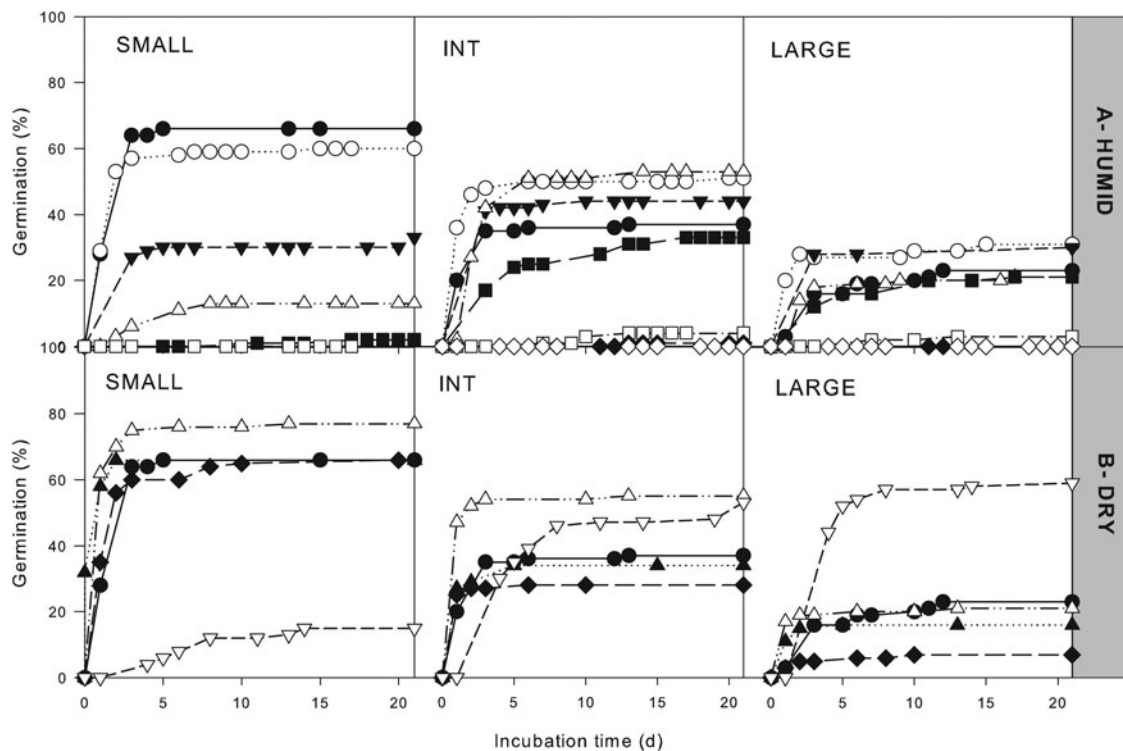 100
80
60
40
20
0
Germination (%)
SMALL
INT
LARGE
A- HUMID
100
80
60
40
20
0
Germination (%)
SMALL
INT
LARGE
B- DRY
0 5 10 15 20 0 5 10 15 20 0 5 10 15 20
Incubation time (d)